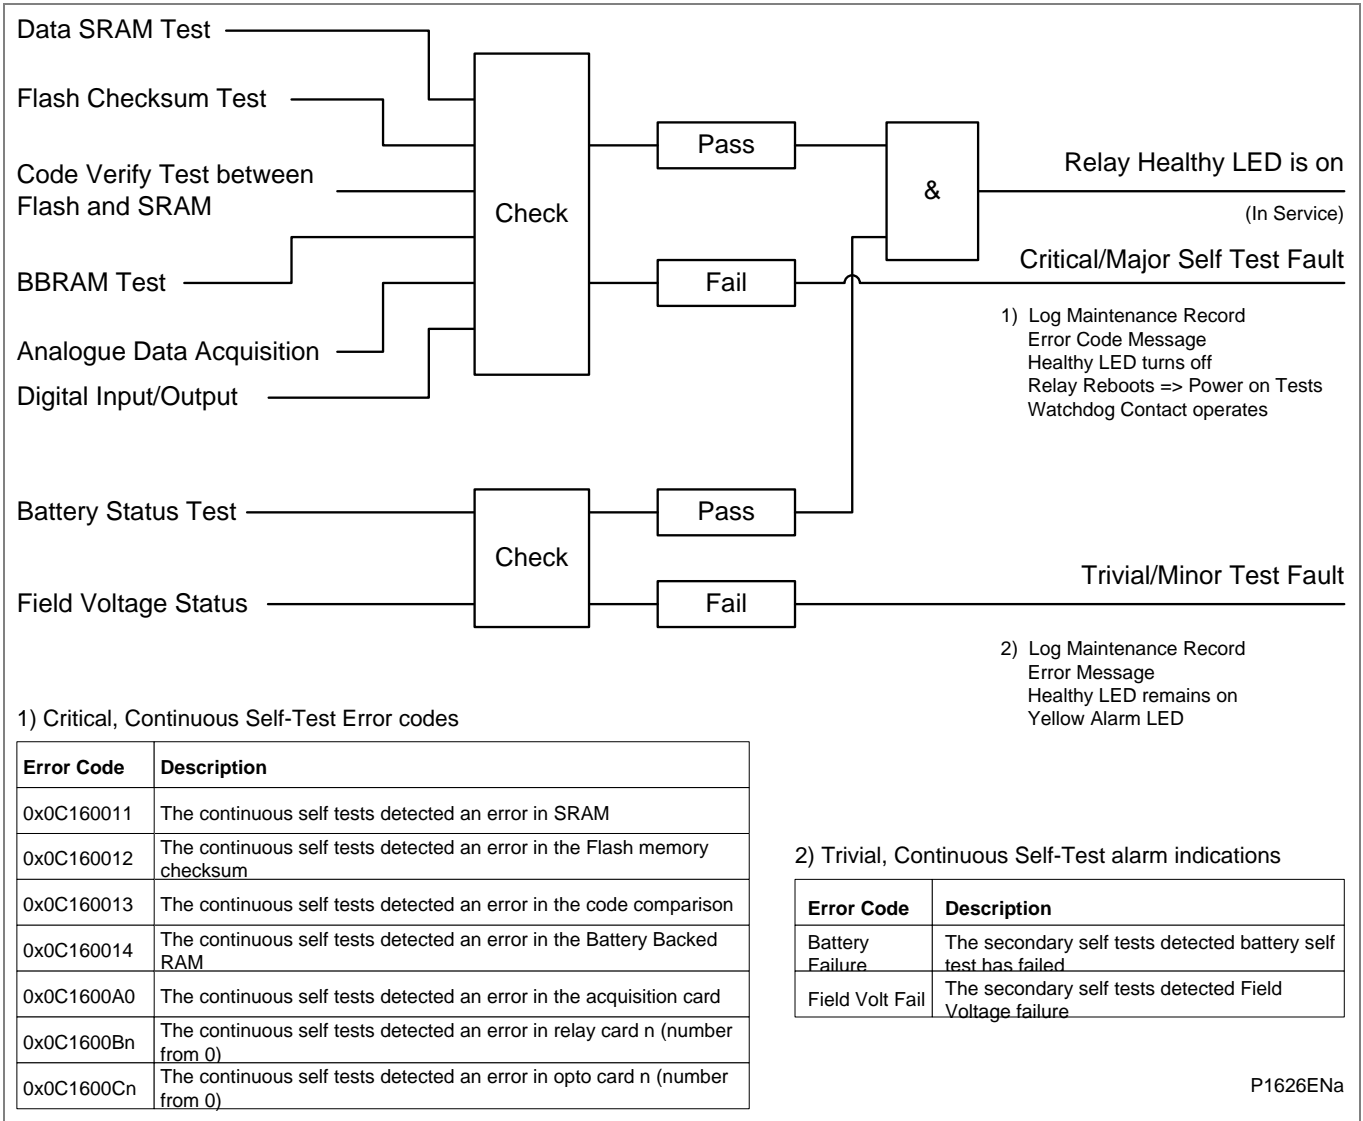 Data SRAM Test
Flash Checksum Test
Code Verify Test between
Flash and SRAM
BBRAM Test
Analogue Data Acquisition
Digital Input/Output
Check
Pass
Fail
&
Relay Healthy LED is on
(In Service)
Critical/Major Self Test Fault
1) Log Maintenance Record
Error Code Message
Healthy LED turns off
Relay Reboots => Power on Tests
Watchdog Contact operates
Battery Status Test
Field Voltage Status
Check
Pass
Fail
Trivial/Minor Test Fault
2) Log Maintenance Record
Error Message
Healthy LED remains on
Yellow Alarm LED
1) Critical, Continuous Self-Test Error codes
Error Code Description
0x0C160011 The continuous self tests detected an error in SRAM
0x0C160012 The continuous self tests detected an error in the Flash memory
checksum
0x0C160013 The continuous self tests detected an error in the code comparison
0x0C160014 The continuous self tests detected an error in the Battery Backed
RAM
0x0C1600A0 The continuous self tests detected an error in the acquisition card
0x0C1600Bn The continuous self tests detected an error in relay card n (number
from 0)
0x0C1600Cn The continuous self tests detected an error in opto card n (number
from 0)
2) Trivial, Continuous Self-Test alarm indications
Error Code Description
Battery Failure The secondary self tests detected battery self
test has failed
Field Volt Fail The secondary self tests detected Field
Voltage failure
P1626ENa